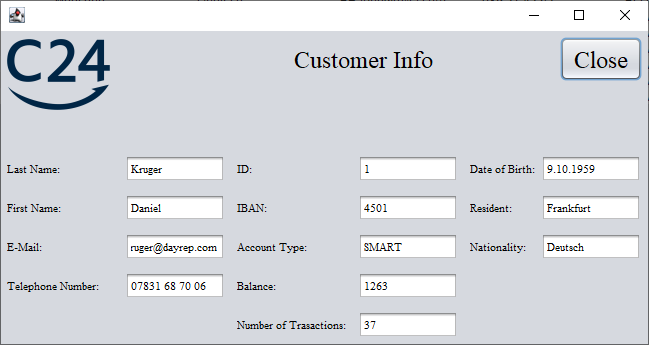 C24
Customer Info
Close
Last Name: Kruger ID: 1 Date of Birth: 9.10.1959
First Name: Daniel IBAN: 4501 Resident: Frankfurt
E-Mail: ruger@dayrep.com Account Type: SMART Nationality: Deutsch
Telephone Number: 07831 68 70 06 Balance: 1263
Number of Trasactions: 37